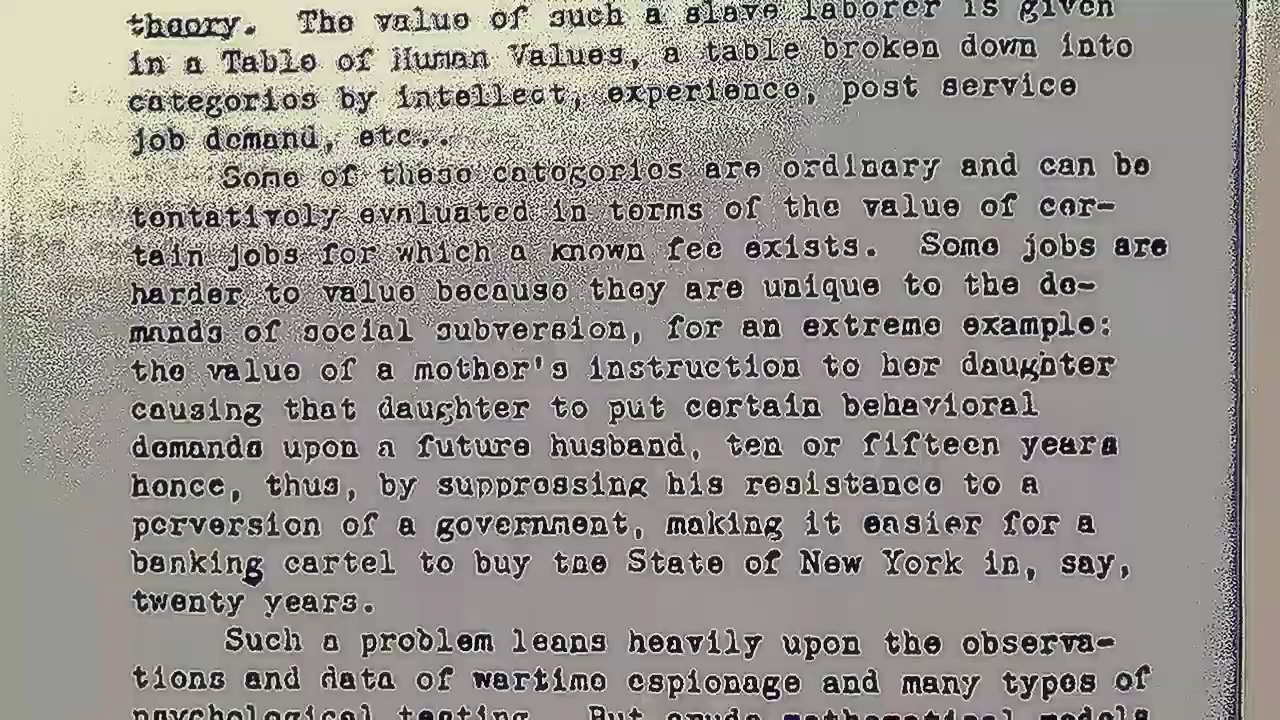 theory. The value of such a slave laborer is given
in a Table of Human Values, a table broken down into
categories by intellect, experience, post service
job demand, etc..
Some of these categories are ordinary and can be
tentatively evaluated in terms of the value of cer-
tain jobs for which a known fee exists. Some jobs are
harder to value because they are unique to the de-
mands of social subversion, for an extreme example:
the value of a mother's instruction to her daughter
causing that daughter to put certain behavioral
demands upon a future husband, ten or fifteen years
hence, thus, by suppressing his resistance to a
perversion of a government, making it easier for a
banking cartel to buy the State of New York in, say,
twenty years.
Such a problem leans heavily upon the observa-
tions and data of wartime espionage and many types of
psychological testing. But crude mathematical models